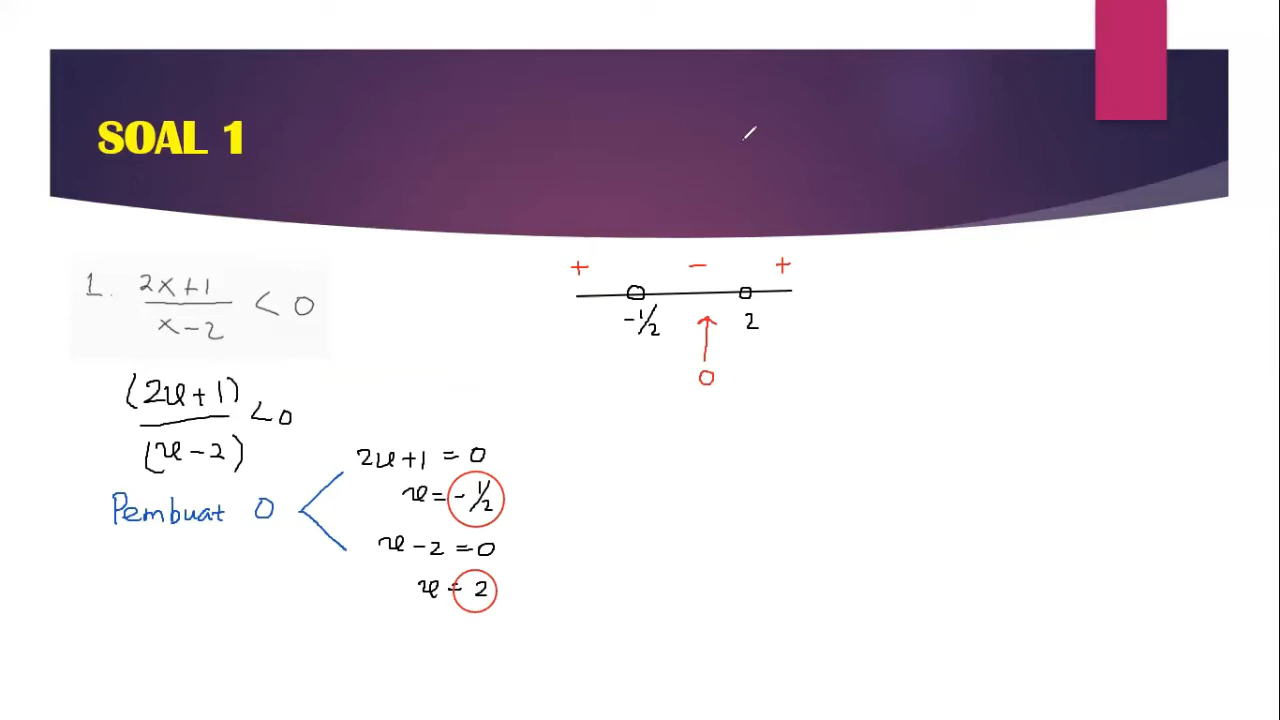 SOAL 1
1. 2x+1
x-2
< 0
(2x+1)
(x-2)
<0
Pembuat 0
2x+1 = 0
x = -1/2
x-2 = 0
x = 2
+ - +
-1/2 2
0